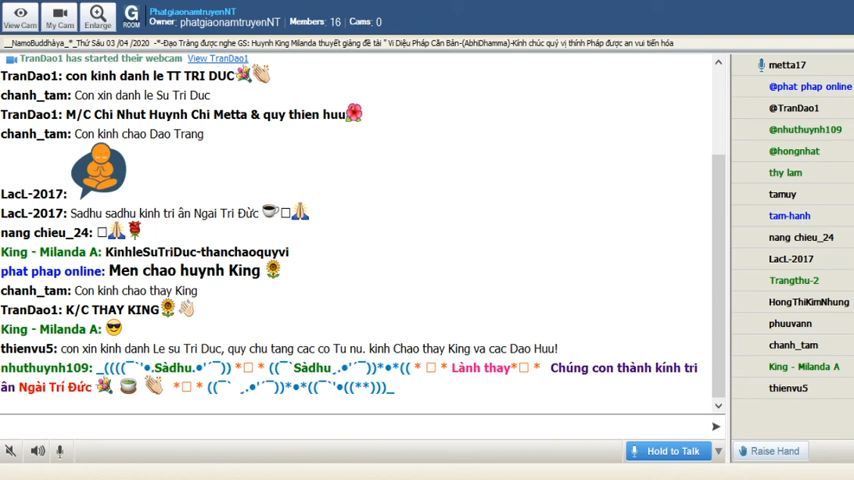 View Cam
My Cam
Enlarge
G
ROOM
PhatgiaonamtruyenNT
Owner: phatgiaonamtruyenNT | Members: 16 | Cams: 0
__NamoBuddhàya_*_Thứ Sáu 03 /04 /2020 -*-Đạo Tràng được nghe GS: Huynh King Milanda thuyết giảng đề tài " Vi Diệu Pháp Căn Bản-(AbhiDhamma)-Kính chúc quý vị thính Pháp được an vui tiến hóa
TranDao1 has started their webcam View TranDao1
TranDao1: con kinh danh le TT TRI DUC
chanh_tam: Con xin danh le Su Tri Duc
TranDao1: M/C Chi Nhut Huynh Chi Metta & quy thien huu
chanh_tam: Con kinh chao Dao Trang
LacL-2017:
LacL-2017: Sadhu sadhu kinh tri ân Ngai Tri Đừc
nang chieu_24:
King - Milanda A: KinhleSuTriDuc-thanchaoquyvi
phat phap online: Men chao huynh King
chanh_tam: Con kinh chao thay King
TranDao1: K/C THAY KING
King - Milanda A:
thienvu5: con xin kinh danh Le su Tri Duc, quy chu tang cac co Tu nu. kinh Chao thay King va cac Dao Huu!
nhuthuynh109: _((((¯`'•.Sàdhu.•'´¯)) *□ * ((¯`Sàdhu¸.•'´¯))*•*(( * □ * Lành thay*□ * Chúng con thành kính tri
ân Ngài Trí Đức *□ * ((¯` ¸.•'´¯))*•*((¯`'•((**)))_
Hold to Talk
metta17
@phat phap online
@TranDao1
@nhuthuynh109
@hongnhat
thy lam
tamuy
tam-hanh
nang chieu_24
LacL-2017
Trangthu-2
HongThiKimNhung
phuuvann
chanh_tam
King - Milanda A
thienvu5
Raise Hand